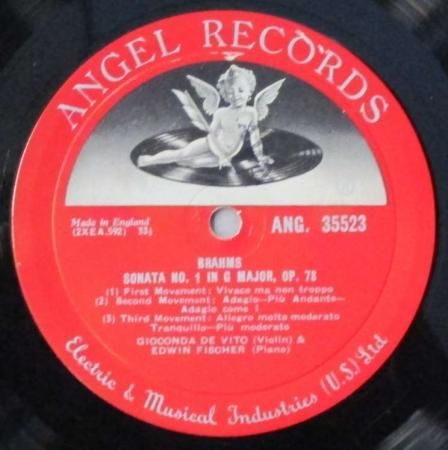 ANGEL RECORDS
Made in England
(2XEA.592) 33⅓
ANG. 35523
BRAHMS
SONATA NO. 1 IN G MAJOR, OP. 78
(1) First Movement: Vivace ma non troppo
(2) Second Movement: Adagio—Più Andante—
Adagio come I
(3) Third Movement: Allegro molto moderato
Tranquillo—Più moderato
GIOCONDA DE VITO (Violin) &
EDWIN FISCHER (Piano)
Electric & Musical Industries (U.S.) Ltd